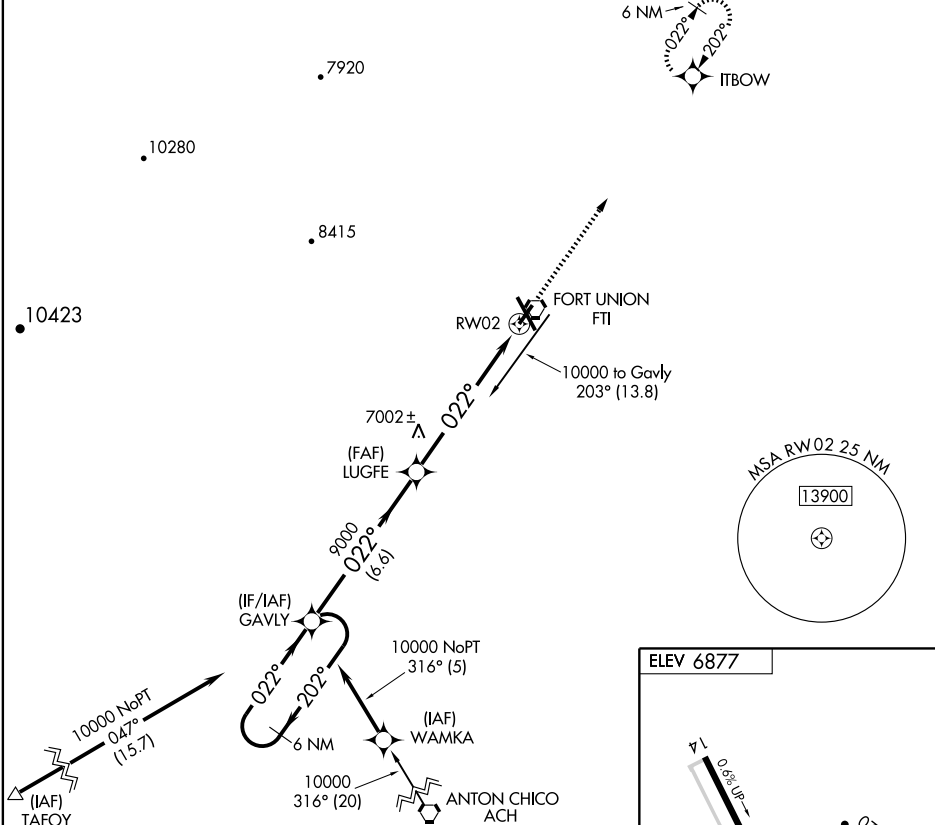 6 NM
022°
202°
ITBOW
7920
10280
8415
10423
FORT UNION
FTI
RW02
10000 to Gavly
203° (13.8)
022°
7002 ±
(FAF)
LUGFE
MSA RW02 25 NM
13900
9000
022°
(6.6)
(IF/IAF)
GAVLY
10000 NoPT
316° (5)
022°
202°
6 NM
10000 NoPT
047°
(15.7)
(IAF)
WAMKA
10000
316° (20)
ANTON CHICO
ACH
(IAF)
TAFOY
ELEV 6877
14
0.6% UP